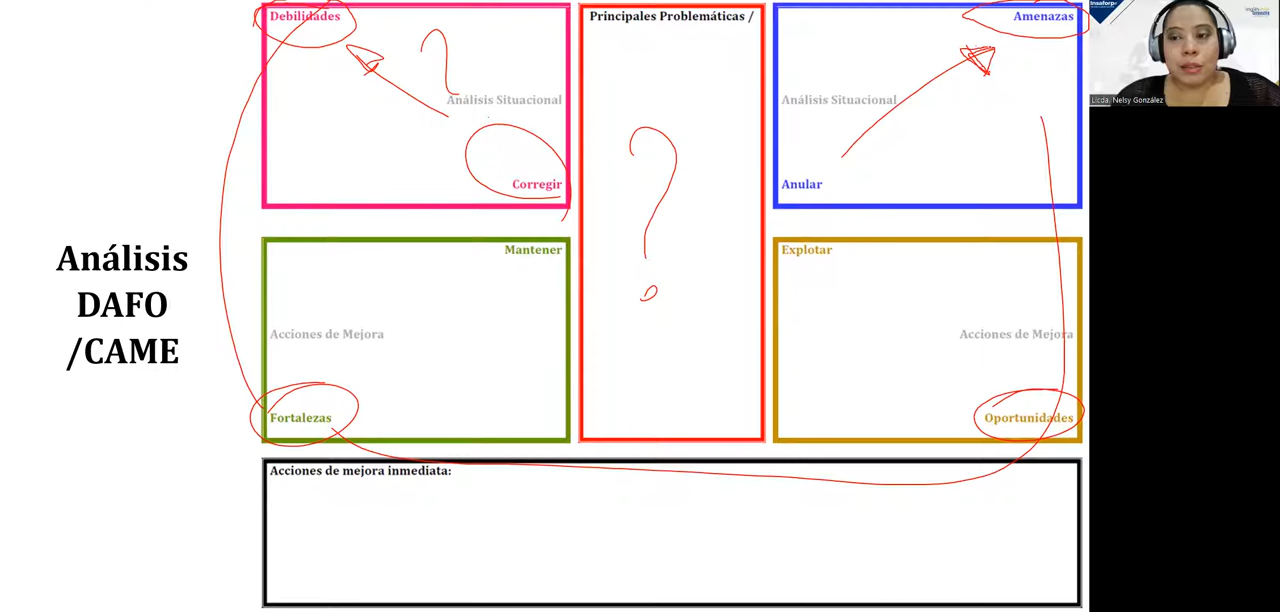 Debilidades
Análisis Situacional
Corregir
Principales Problemáticas /
Amenazas
Análisis Situacional
Anular
Insaforp
Licda. Nelsy González
Análisis
DAFO
/CAME
Mantener
Acciones de Mejora
Fortalezas
Explotar
Acciones de Mejora
Oportunidades
Acciones de mejora inmediata:
?
?